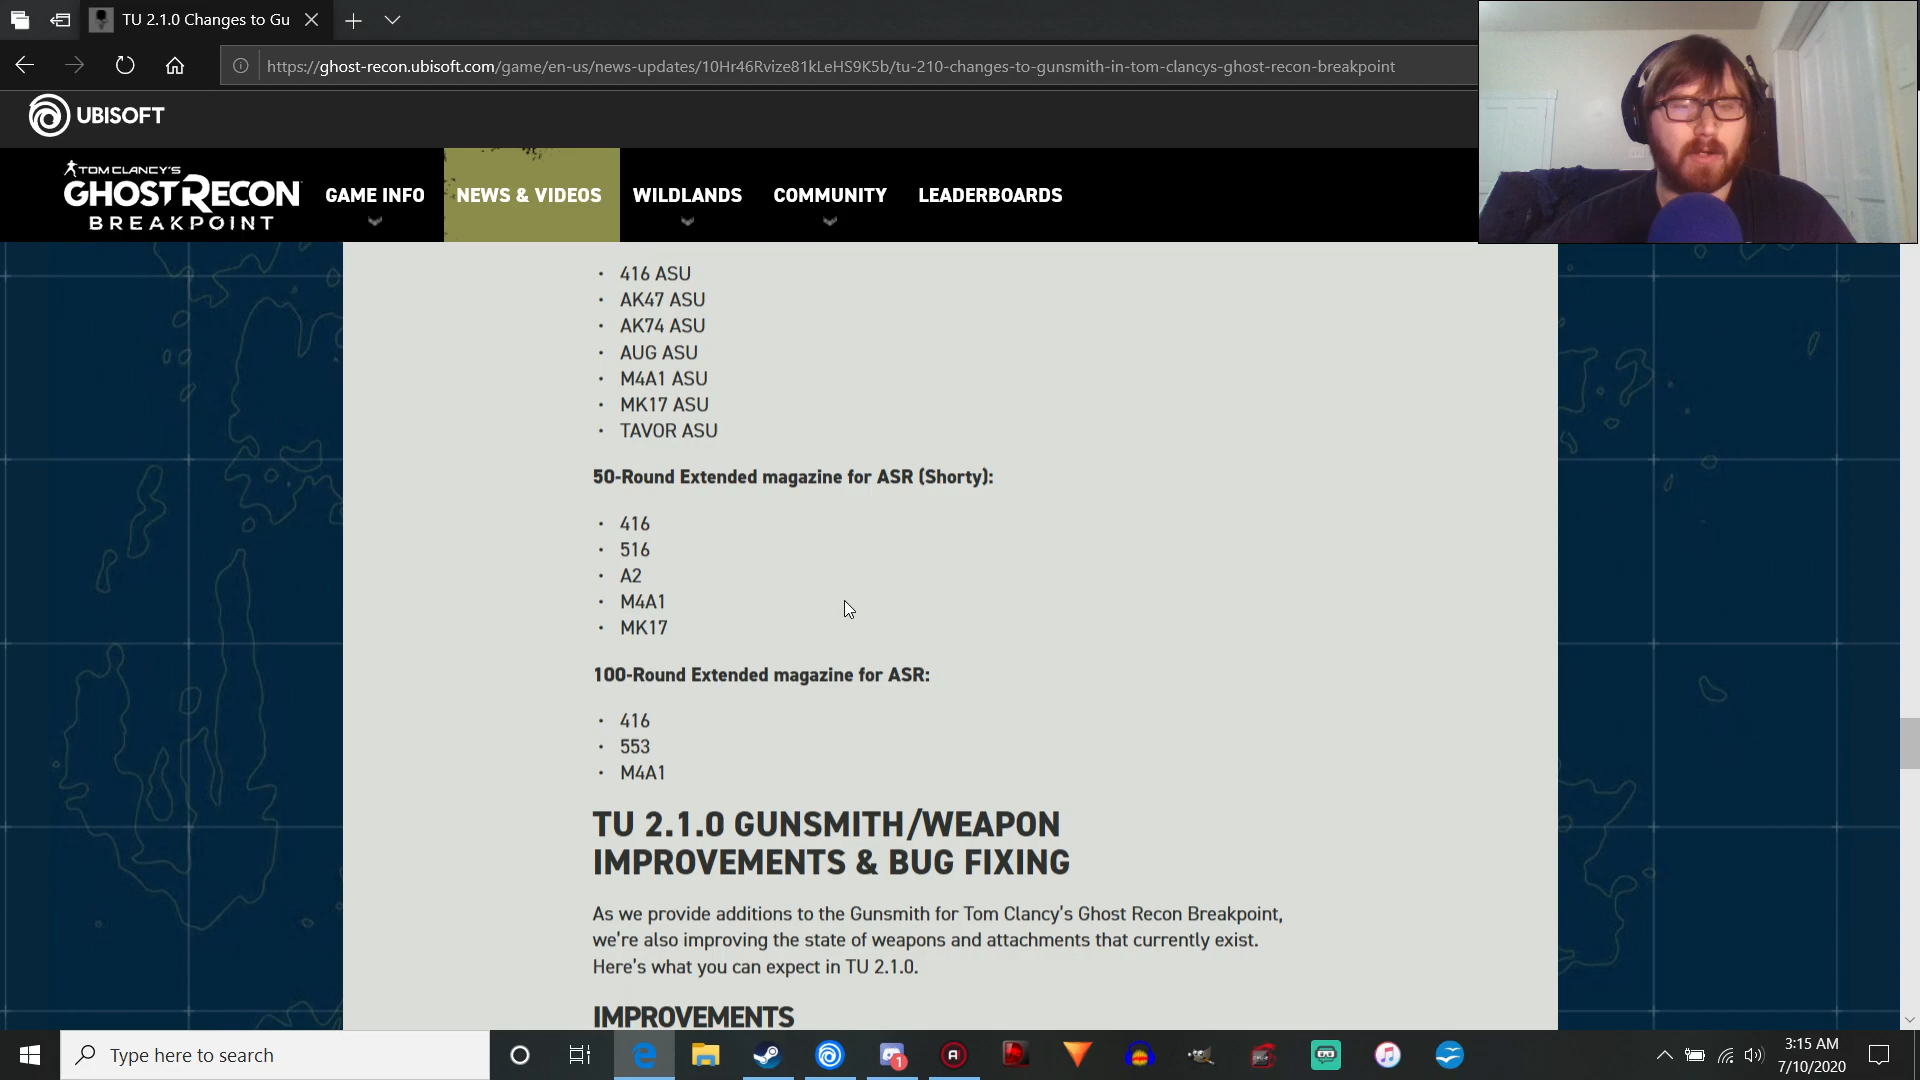 TU 2.1.0 Changes to Gu
https://ghost-recon.ubisoft.com/game/en-us/news-updates/10Hr46Rvize81kLeHS9K5b/tu-210-changes-to-gunsmith-in-tom-clancys-ghost-recon-breakpoint
UBISOFT
TOM CLANCY'S
GHOST RECON
BREAKPOINT
GAME INFO
NEWS & VIDEOS
WILDLANDS
COMMUNITY
LEADERBOARDS
• 416 ASU
• AK47 ASU
• AK74 ASU
• AUG ASU
• M4A1 ASU
• MK17 ASU
• TAVOR ASU
50-Round Extended magazine for ASR (Shorty):
• 416
• 516
• A2
• M4A1
• MK17
100-Round Extended magazine for ASR:
• 416
• 553
• M4A1
TU 2.1.0 GUNSMITH/WEAPON
IMPROVEMENTS & BUG FIXING
As we provide additions to the Gunsmith for Tom Clancy's Ghost Recon Breakpoint,
we're also improving the state of weapons and attachments that currently exist.
Here's what you can expect in TU 2.1.0.
IMPROVEMENTS
Type here to search
1
3:15 AM
7/10/2020